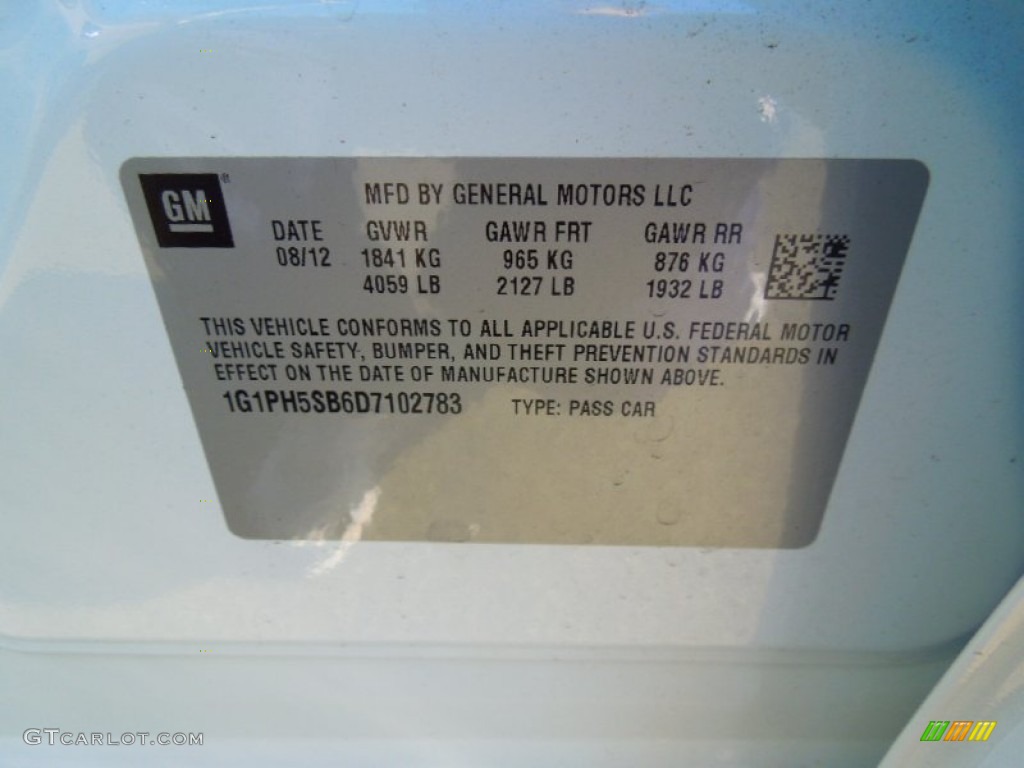 GM
MFD BY GENERAL MOTORS LLC
DATE GVWR GAWR FRT GAWR RR
08/12 1841 KG 965 KG 876 KG
4059 LB 2127 LB 1932 LB
THIS VEHICLE CONFORMS TO ALL APPLICABLE U.S. FEDERAL MOTOR
VEHICLE SAFETY, BUMPER, AND THEFT PREVENTION STANDARDS IN
EFFECT ON THE DATE OF MANUFACTURE SHOWN ABOVE.
1G1PH5SB6D7102783 TYPE: PASS CAR
GTCARLOT.COM